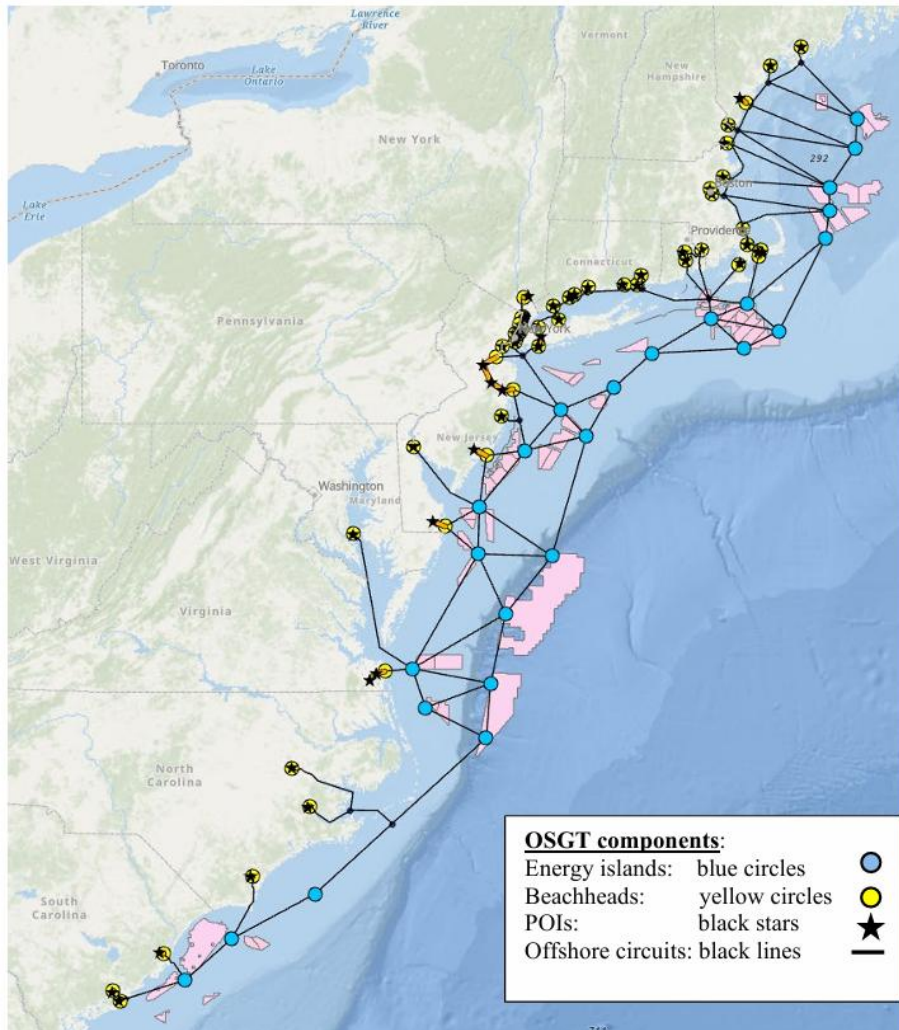 Lawrence
River
Vermont
Toronto
Lake
Ontario
New
Hampshire
New York
292
Lake
Erie
Boston
Providence
Connecticut
New York
Pennsylvania
New Jersey
Washington
Maryland
West Virginia
Virginia
North
Carolina
South
Carolina
OSGT components:
Energy islands: blue circles
Beachheads: yellow circles
POIs: black stars
Offshore circuits: black lines